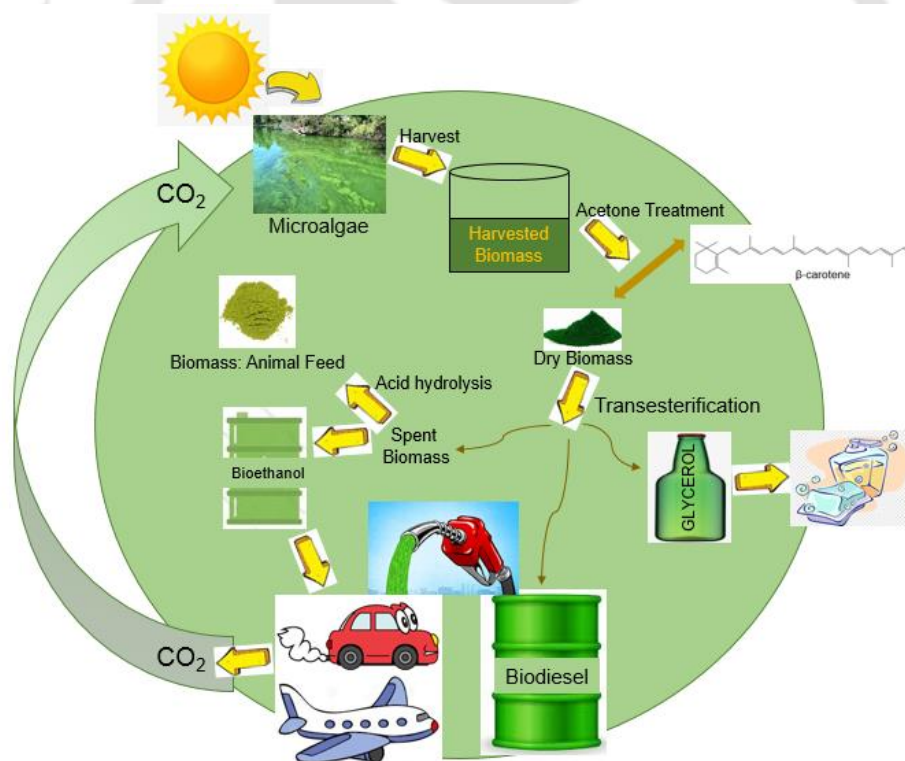 CO2
Harvest
Microalgae
Harvested
Biomass
Acetone Treatment
β-carotene
Biomass: Animal Feed
Dry Biomass
Acid hydrolysis
Transesterification
Spent
Biomass
Bioethanol
GLYCEROL
CO2
Biodiesel